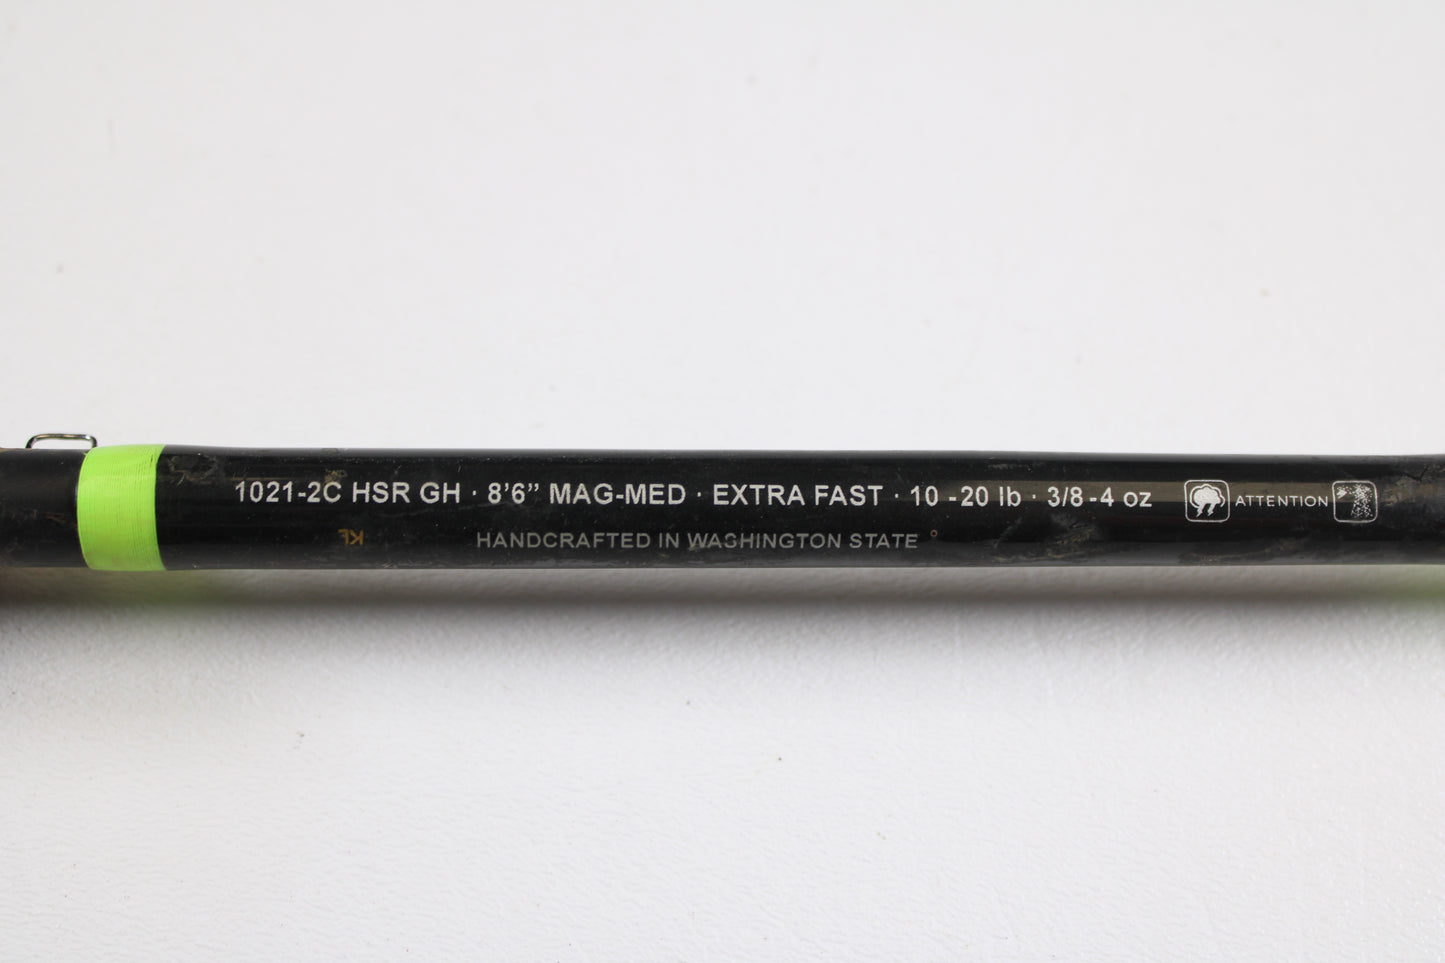 1021-2C HSR GH · 8'6” MAG-MED · EXTRA FAST · 10 -20 lb · 3/8 -4 oz ATTENTION
HANDCRAFTED IN WASHINGTON STATE
KL